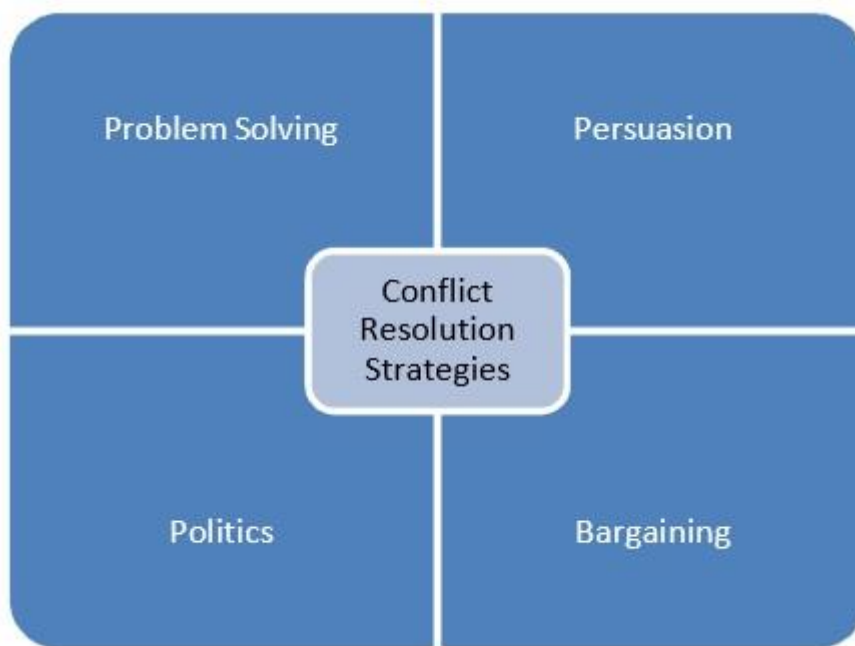 Problem Solving
Persuasion
Conflict
Resolution
Strategies
Politics
Bargaining